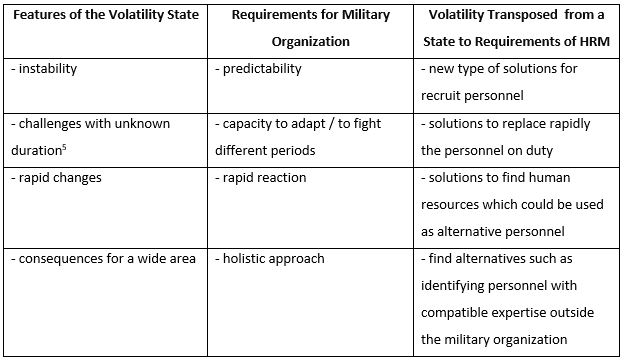 Features of the Volatility State
Requirements for Military
Organization
Volatility Transposed from a
State to Requirements of HRM
- instability
- predictability
- new type of solutions for
recruit personnel
- challenges with unknown
duration⁵
- capacity to adapt / to fight
different periods
- solutions to replace rapidly
the personnel on duty
- rapid changes
- rapid reaction
- solutions to find human
resources which could be used
as alternative personnel
- consequences for a wide area
- holistic approach
- find alternatives such as
identifying personnel with
compatible expertise outside
the military organization